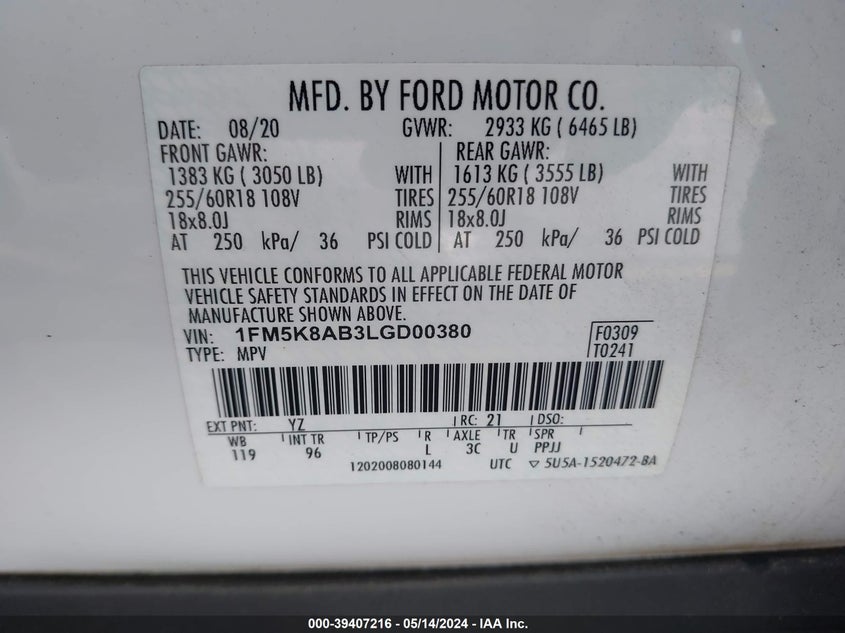 MFD. BY FORD MOTOR CO.
DATE: 08/20 GVWR: 2933 KG ( 6465 LB)
FRONT GAWR: REAR GAWR:
1383 KG ( 3050 LB) WITH 1613 KG ( 3555 LB) WITH
255/60R18 108V TIRES 255/60R18 108V TIRES
18x8.0J RIMS 18x8.0J RIMS
AT 250 kPa/ 36 PSI COLD AT 250 kPa/ 36 PSI COLD
THIS VEHICLE CONFORMS TO ALL APPLICABLE FEDERAL MOTOR
VEHICLE SAFETY STANDARDS IN EFFECT ON THE DATE OF
MANUFACTURE SHOWN ABOVE.
VIN: 1FM5K8AB3LGD00380 F0309
TYPE: MPV T0241
EXT PNT: YZ RC: 21 DSO:
WB INT TR TP/PS R AXLE TR SPR
119 96 L 3C U PPJJ
1202008080144 UTC ▽ 5U5A-1520472-BA
000-39407216 - 05/14/2024 - IAA Inc.